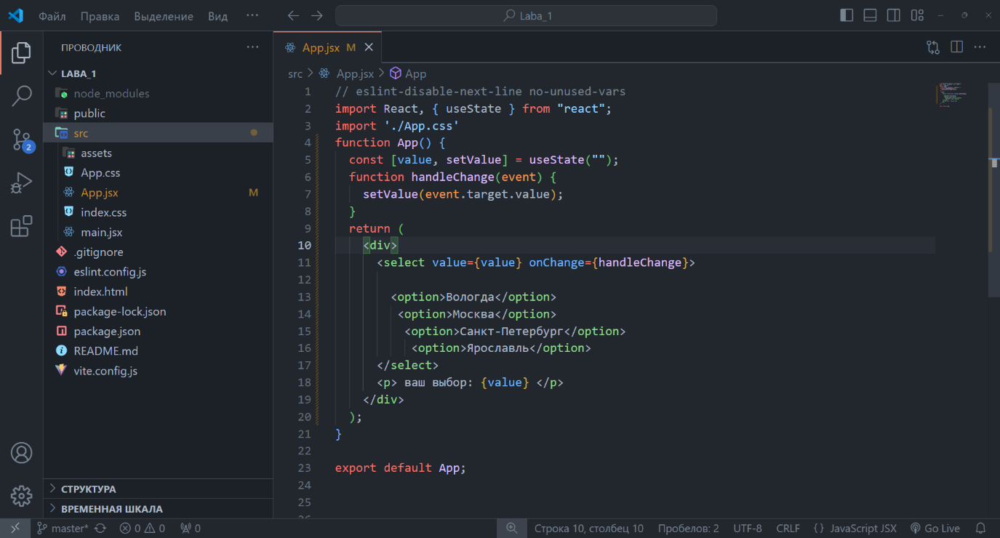 Файл Правка Выделение Вид ··· Laba_1
ПРОВОДНИК ···
LABA_1
node_modules
public
src
assets
App.css
App.jsx M
index.css
main.jsx
.gitignore
eslint.config.js
index.html
package-lock.json
package.json
README.md
vite.config.js
СТРУКТУРА
ВРЕМЕННАЯ ШКАЛА
2
App.jsx M
src > App.jsx > App
1 // eslint-disable-next-line no-unused-vars
2 import React, { useState } from "react";
3 import './App.css'
4 function App() {
5 const [value, setValue] = useState("");
6 function handleChange(event) {
7 setValue(event.target.value);
8 }
9 return (
10 <div>
11 <select value={value} onChange={handleChange}>
12
13 <option>Вологда</option>
14 <option>Москва</option>
15 <option>Санкт-Петербург</option>
16 <option>Ярославль</option>
17 </select>
18 <p> ваш выбор: {value} </p>
19 </div>
20 );
21 }
22
23 export default App;
24
25
master* 0 0 0 Строка 10, столбец 10 Пробелов: 2 UTF-8 CRLF {} JavaScript JSX Go Live